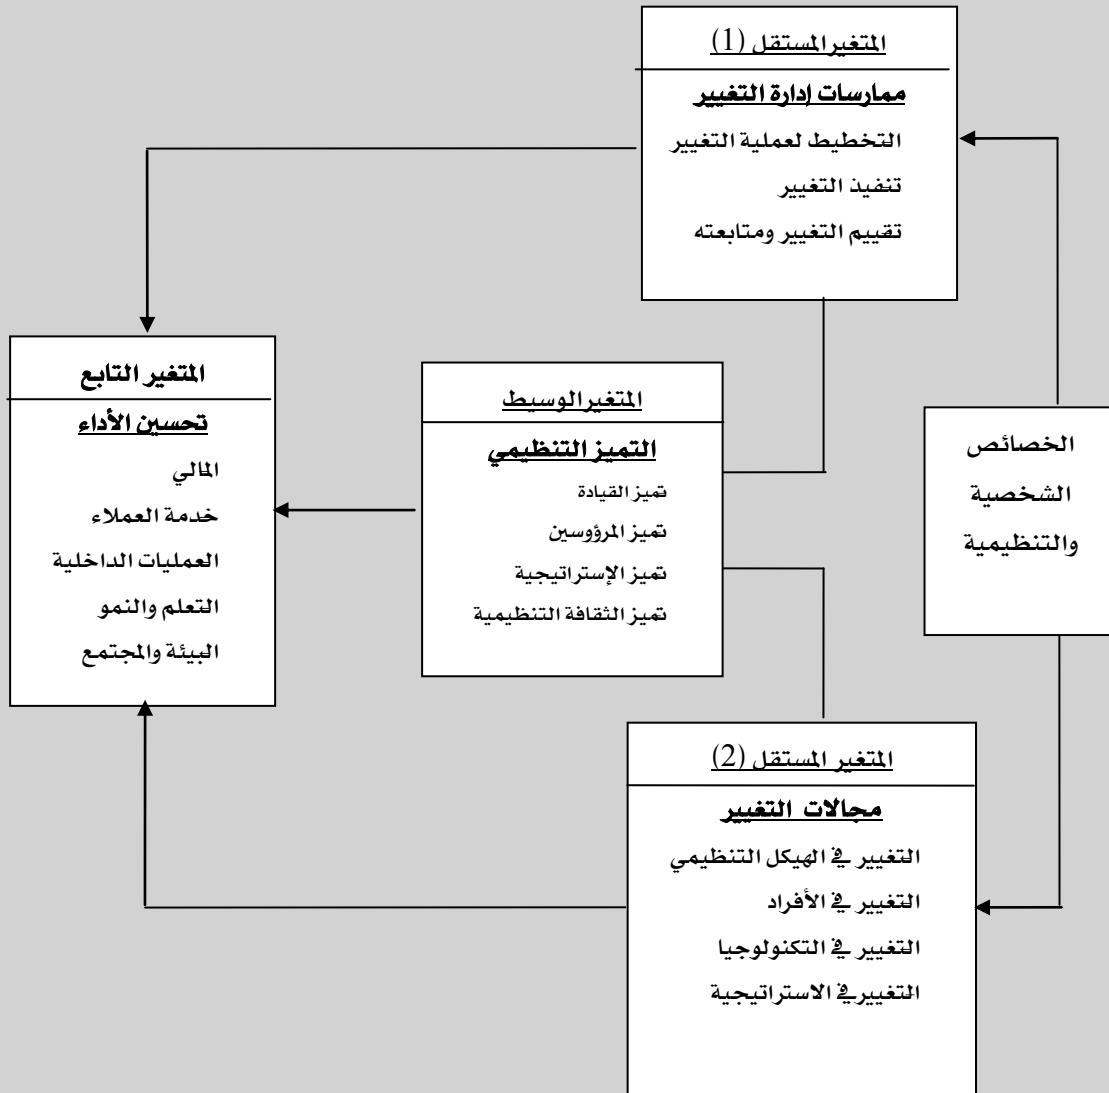 المتغير المستقل (1)
ممارسات إدارة التغيير
التخطيط لعملية التغيير
تنفيذ التغيير
تقييم التغيير ومتابعته
الخصائص
الشخصية
والتنظيمية
المتغير الوسيط
التميز التنظيمي
تميز القيادة
تميز المرؤوسين
تميز الإستراتيجية
تميز الثقافة التنظيمية
المتغير التابع
تحسين الأداء
المالي
خدمة العملاء
العمليات الداخلية
التعلم والنمو
البيئة والمجتمع
المتغير المستقل (2)
مجالات التغيير
التغيير في الهيكل التنظيمي
التغيير في الأفراد
التغيير في التكنولوجيا
التغيير في الاستراتيجية